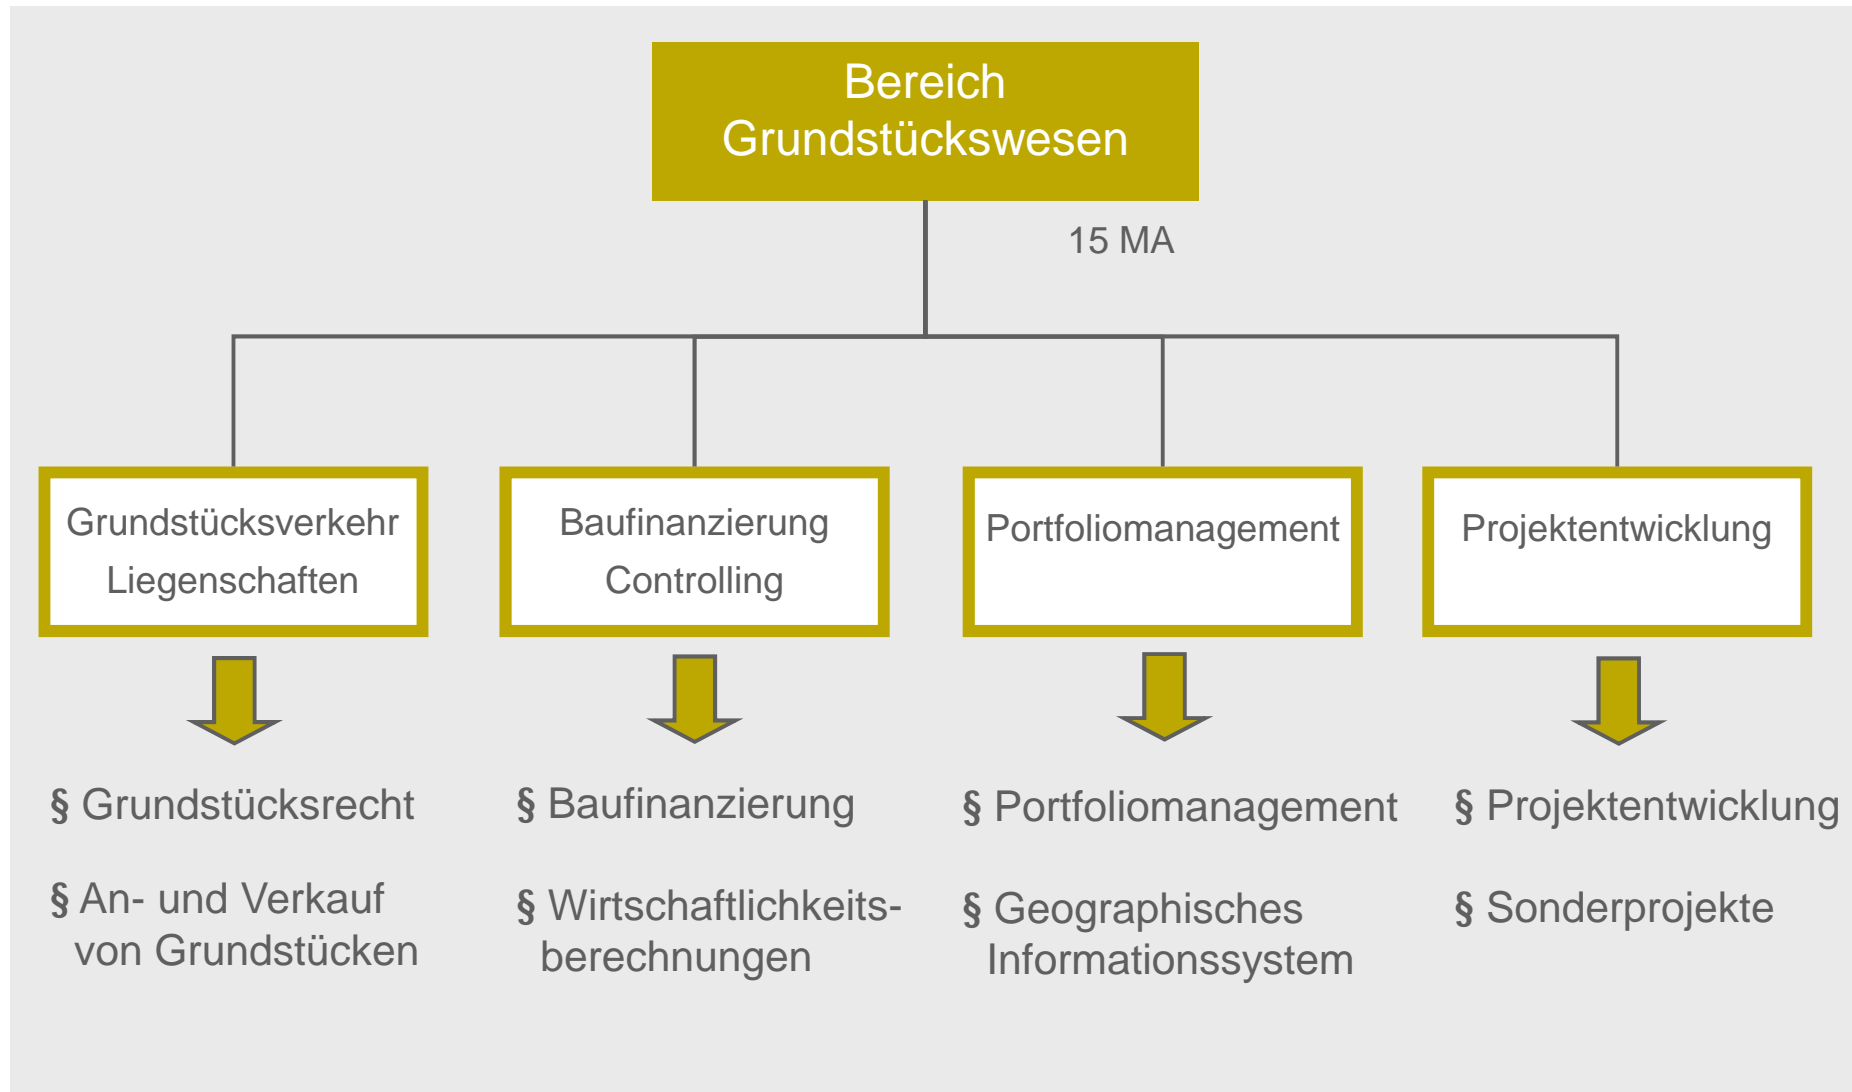 Bereich
Grundstückswesen
15 MA
Grundstücksverkehr
Liegenschaften
Baufinanzierung
Controlling
Portfoliomanagement
Projektentwicklung
§ Grundstücksrecht
§ An- und Verkauf
von Grundstücken
§ Baufinanzierung
§ Wirtschaftlichkeits-
berechnungen
§ Portfoliomanagement
§ Geographisches
Informationssystem
§ Projektentwicklung
§ Sonderprojekte